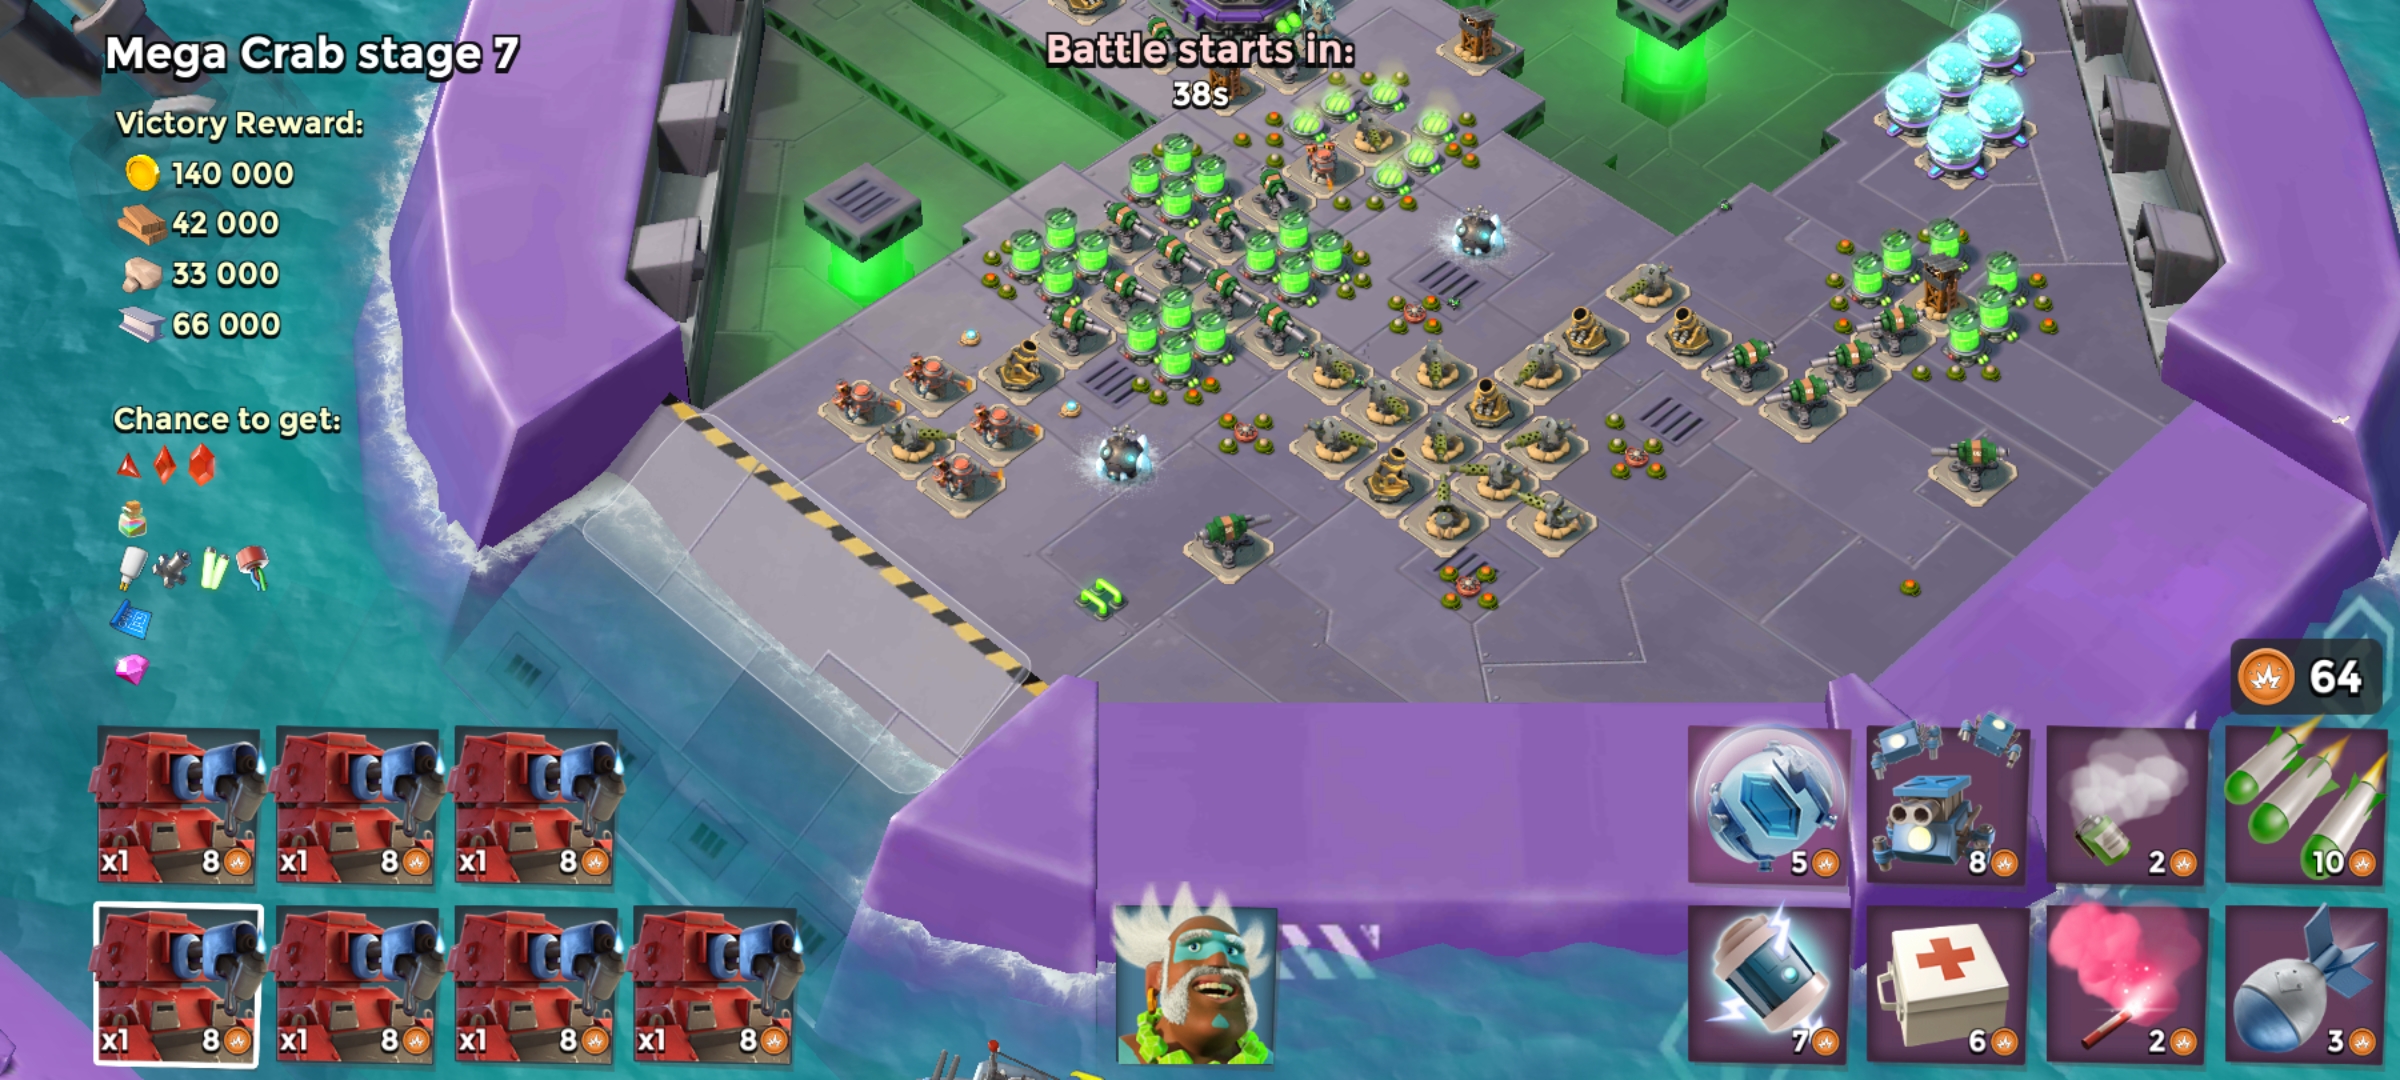 Mega Crab stage 7
Battle starts in:
38s
Victory Reward:
140 000
42 000
33 000
66 000
Chance to get:
64
x1 8
x1 8
x1 8
5
8
2
10
x1 8
x1 8
x1 8
x1 8
7
6
2
3